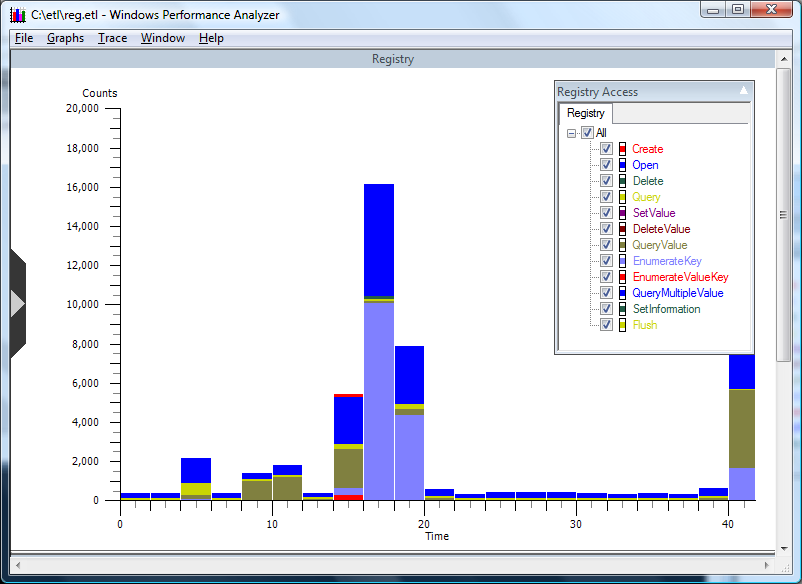 C:\etl\reg.etl - Windows Performance Analyzer
File Graphs Trace Window Help
Registry
Counts
20,000
18,000
16,000
14,000
12,000
10,000
8,000
6,000
4,000
2,000
0
0 10 20 30 40
Time
Registry Access
Registry
All
Create
Open
Delete
Query
SetValue
DeleteValue
QueryValue
EnumerateKey
EnumerateValueKey
QueryMultipleValue
SetInformation
Flush